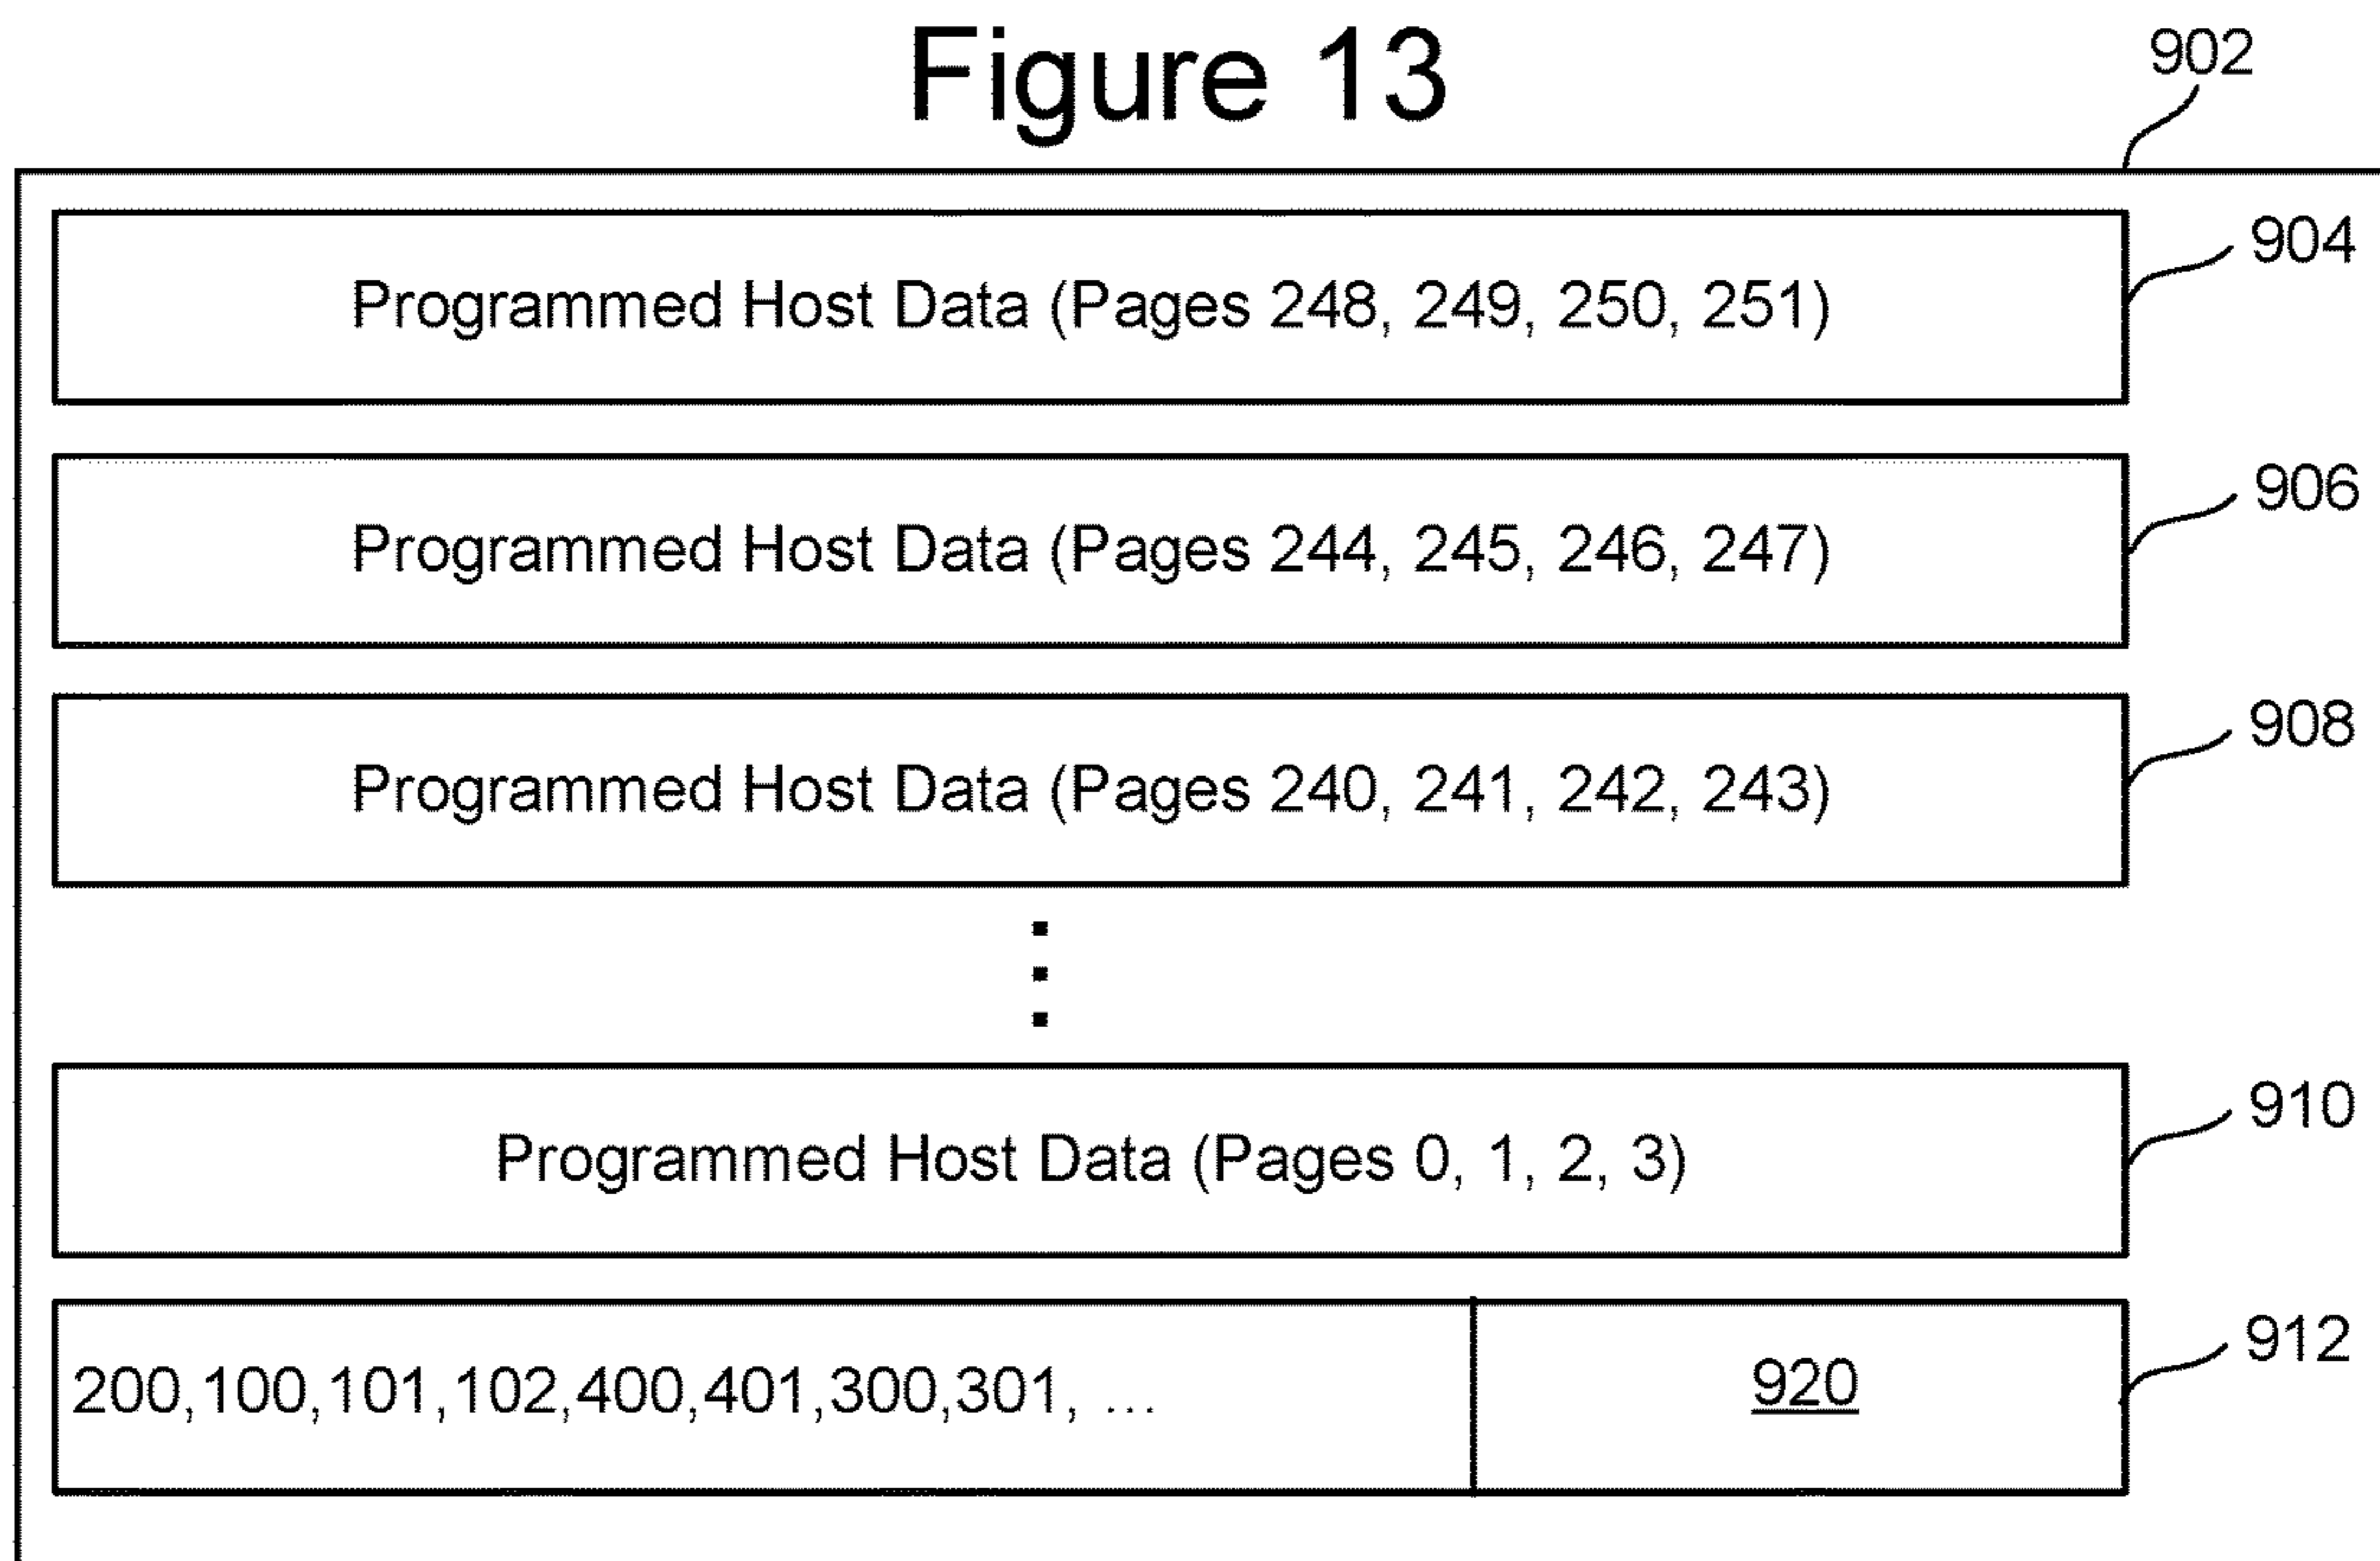 Figure 13
902
Programmed Host Data (Pages 248, 249, 250, 251)
904
Programmed Host Data (Pages 244, 245, 246, 247)
906
Programmed Host Data (Pages 240, 241, 242, 243)
908
Programmed Host Data (Pages 0, 1, 2, 3)
910
200,100,101,102,400,401,300,301, ...
920
912